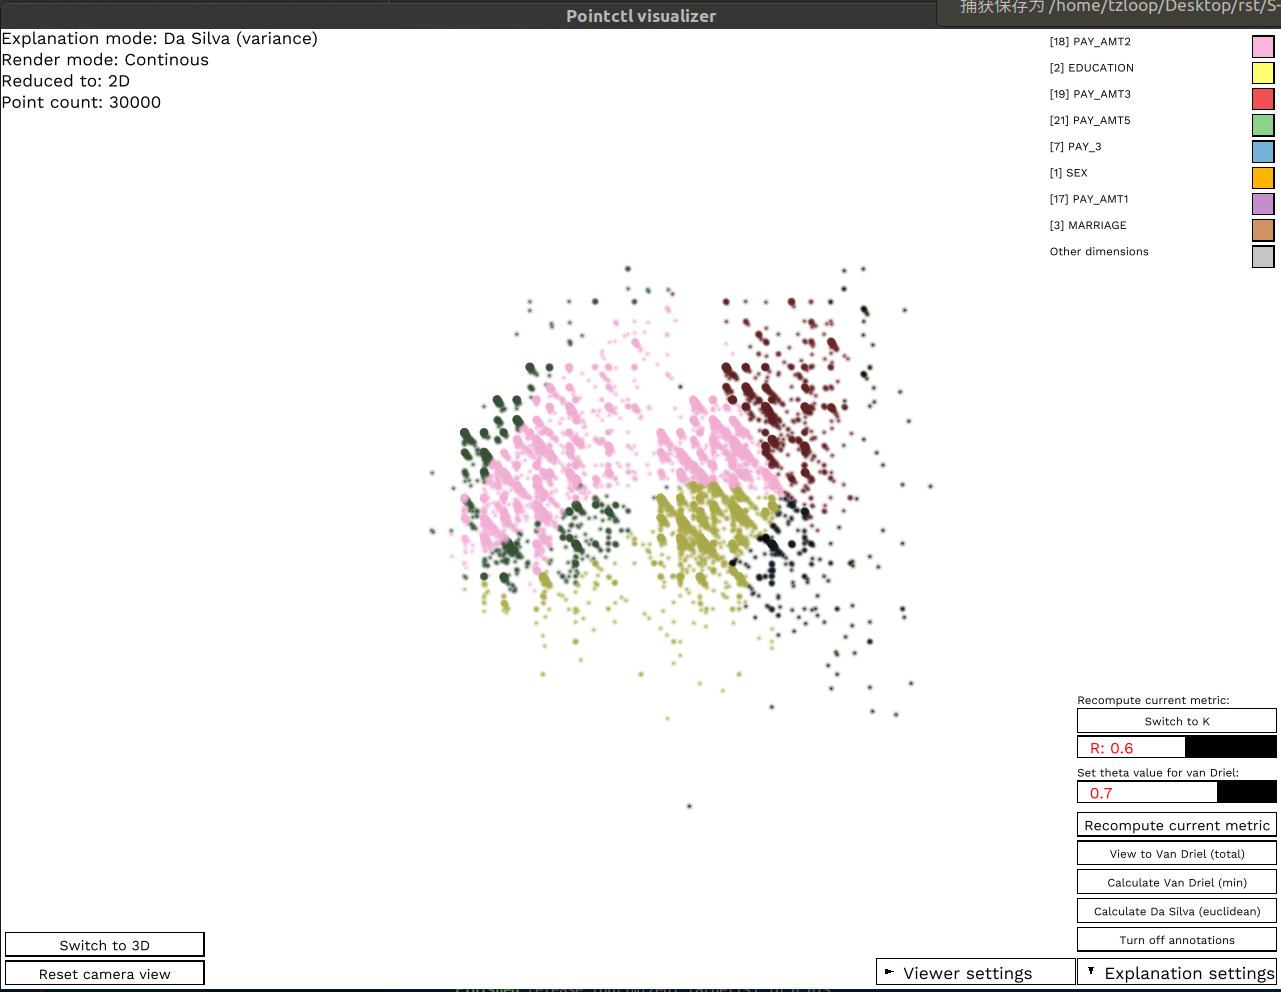 Pointctl visualizer
捕获保存为 /home/tzloop/Desktop/rst/S-
Explanation mode: Da Silva (variance)
Render mode: Continous
Reduced to: 2D
Point count: 30000
[18] PAY_AMT2
[2] EDUCATION
[19] PAY_AMT3
[21] PAY_AMT5
[7] PAY_3
[1] SEX
[17] PAY_AMT1
[3] MARRIAGE
Other dimensions
Recompute current metric:
Switch to K
R: 0.6
Set theta value for van Driel:
0.7
Recompute current metric
View to Van Driel (total)
Calculate Van Driel (min)
Calculate Da Silva (euclidean)
Turn off annotations
Switch to 3D
Reset camera view
Viewer settings
Explanation settings